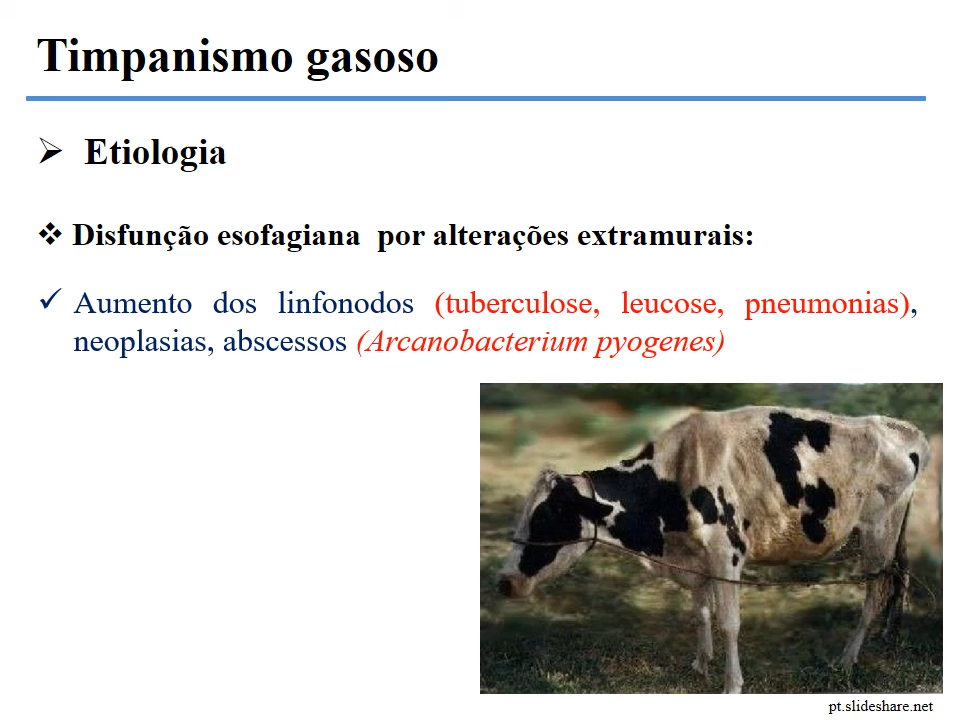 Timpanismo gasoso
Etiologia
Disfunção esofagiana por alterações extramurais:
Aumento dos linfonodos (tuberculose, leucose, pneumonias),
neoplasias, abscessos (Arcanobacterium pyogenes)
pt.slideshare.net